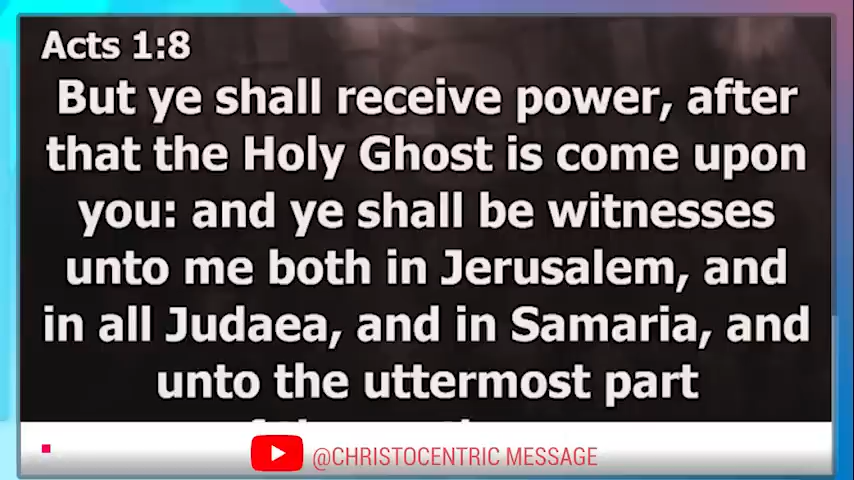 Acts 1:8
But ye shall receive power, after
that the Holy Ghost is come upon
you: and ye shall be witnesses
unto me both in Jerusalem, and
in all Judaea, and in Samaria, and
unto the uttermost part
@CHRISTOCENTRIC MESSAGE